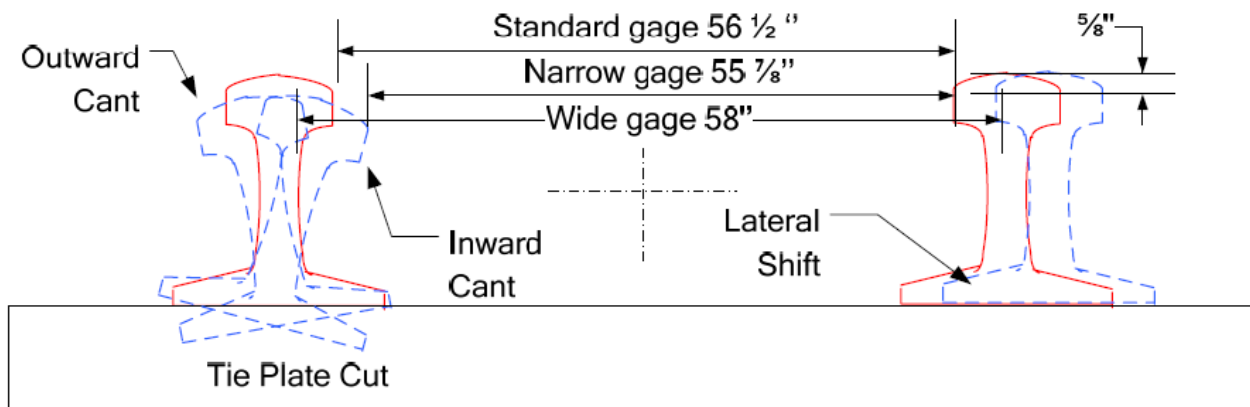 Standard gage 56 ½ "
⅝"
Outward
Cant
Narrow gage 55 ⅞"
Wide gage 58"
Inward
Cant
Lateral
Shift
Tie Plate Cut